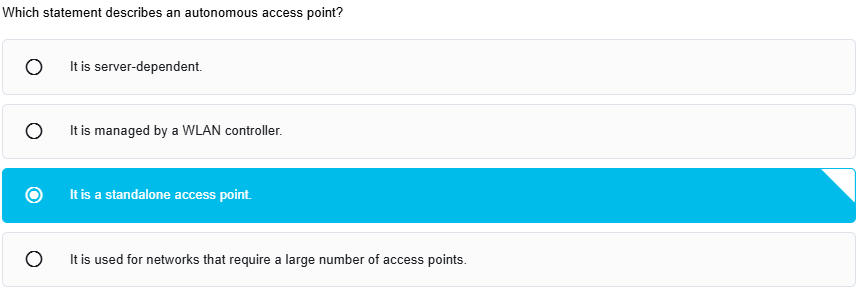 Which statement describes an autonomous access point?
It is server-dependent.
It is managed by a WLAN controller.
It is a standalone access point.
It is used for networks that require a large number of access points.